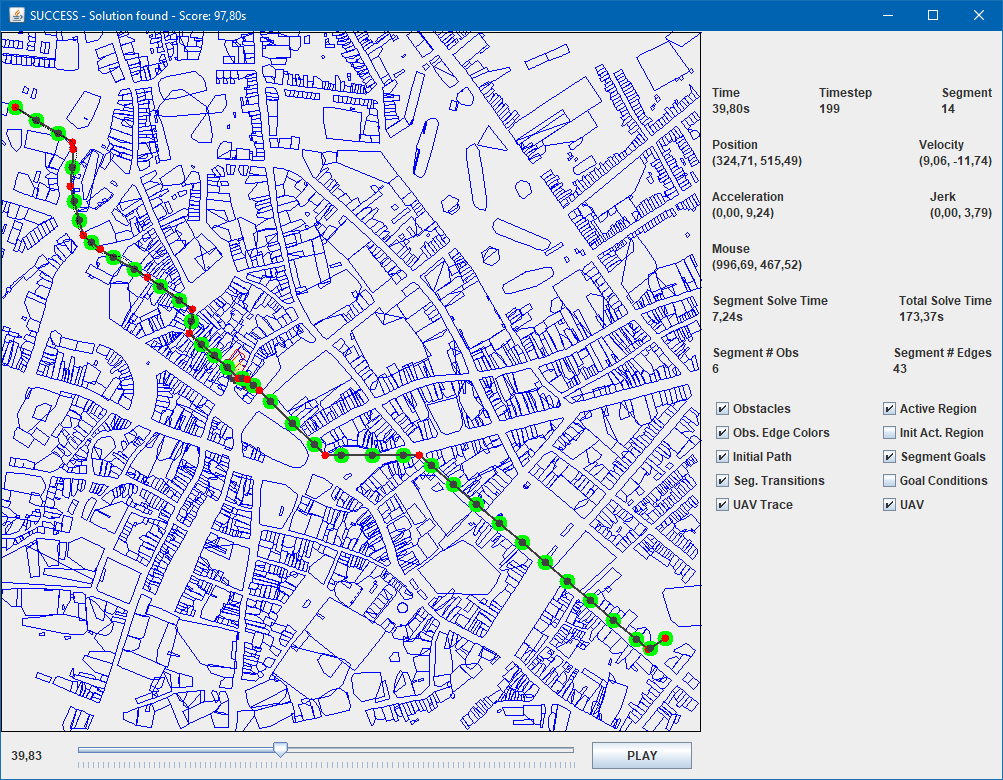 SUCCESS - Solution found - Score: 97,80s
Time Timestep Segment
39,80s 199 14
Position Velocity
(324,71, 515,49) (9,06, -11,74)
Acceleration Jerk
(0,00, 9,24) (0,00, 3,79)
Mouse
(996,69, 467,52)
Segment Solve Time Total Solve Time
7,24s 173,37s
Segment # Obs Segment # Edges
6 43
Obstacles Active Region
Obs. Edge Colors Init Act. Region
Initial Path Segment Goals
Seg. Transitions Goal Conditions
UAV Trace UAV
39,83 PLAY